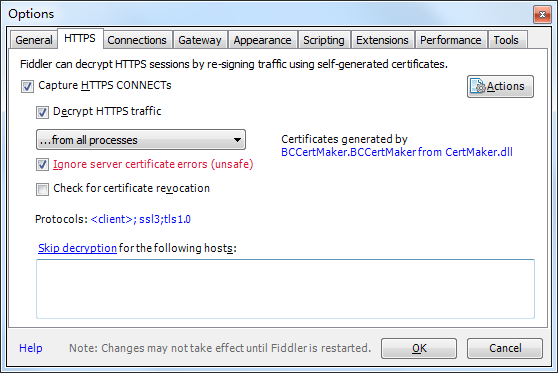 Options
General HTTPS Connections Gateway Appearance Scripting Extensions Performance Tools
Fiddler can decrypt HTTPS sessions by re-signing traffic using self-generated certificates.
Capture HTTPS CONNECTs
Actions
Decrypt HTTPS traffic
...from all processes
Certificates generated by
BCCertMaker.BCCertMaker from CertMaker.dll
Ignore server certificate errors (unsafe)
Check for certificate revocation
Protocols: <client>; ssl3;tls1.0
Skip decryption for the following hosts:
Help
Note: Changes may not take effect until Fiddler is restarted.
OK
Cancel